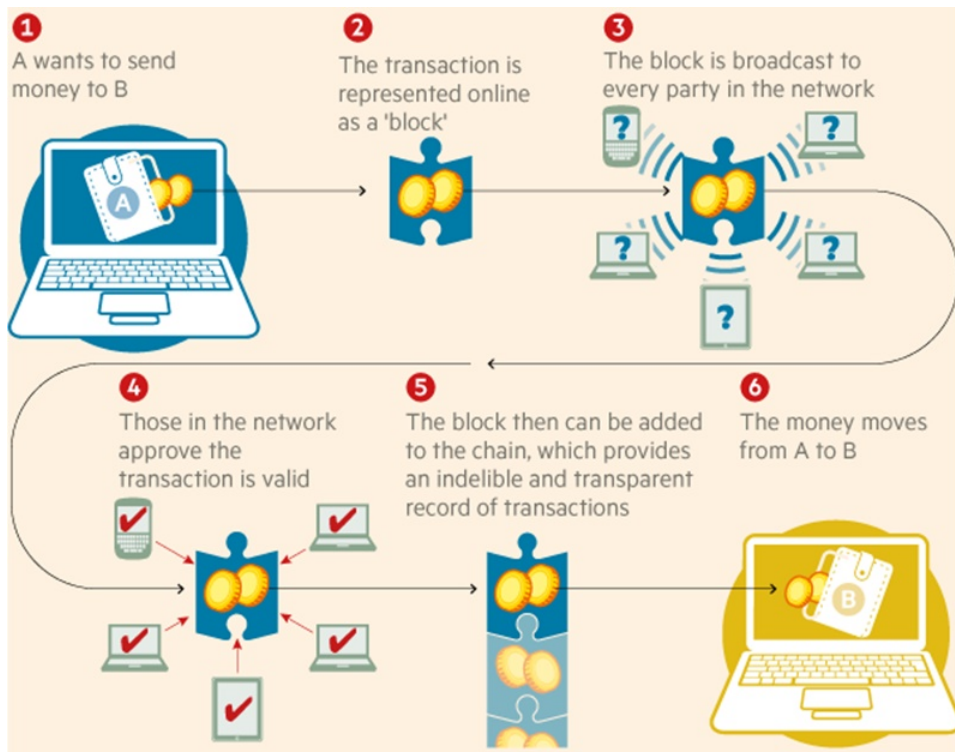 1
A wants to send
money to B
A
2
The transaction is
represented online
as a 'block'
3
The block is broadcast to
every party in the network
?
?
?
?
?
4
Those in the network
approve the
transaction is valid
5
The block then can be added
to the chain, which provides
an indelible and transparent
record of transactions
6
The money moves
from A to B
B